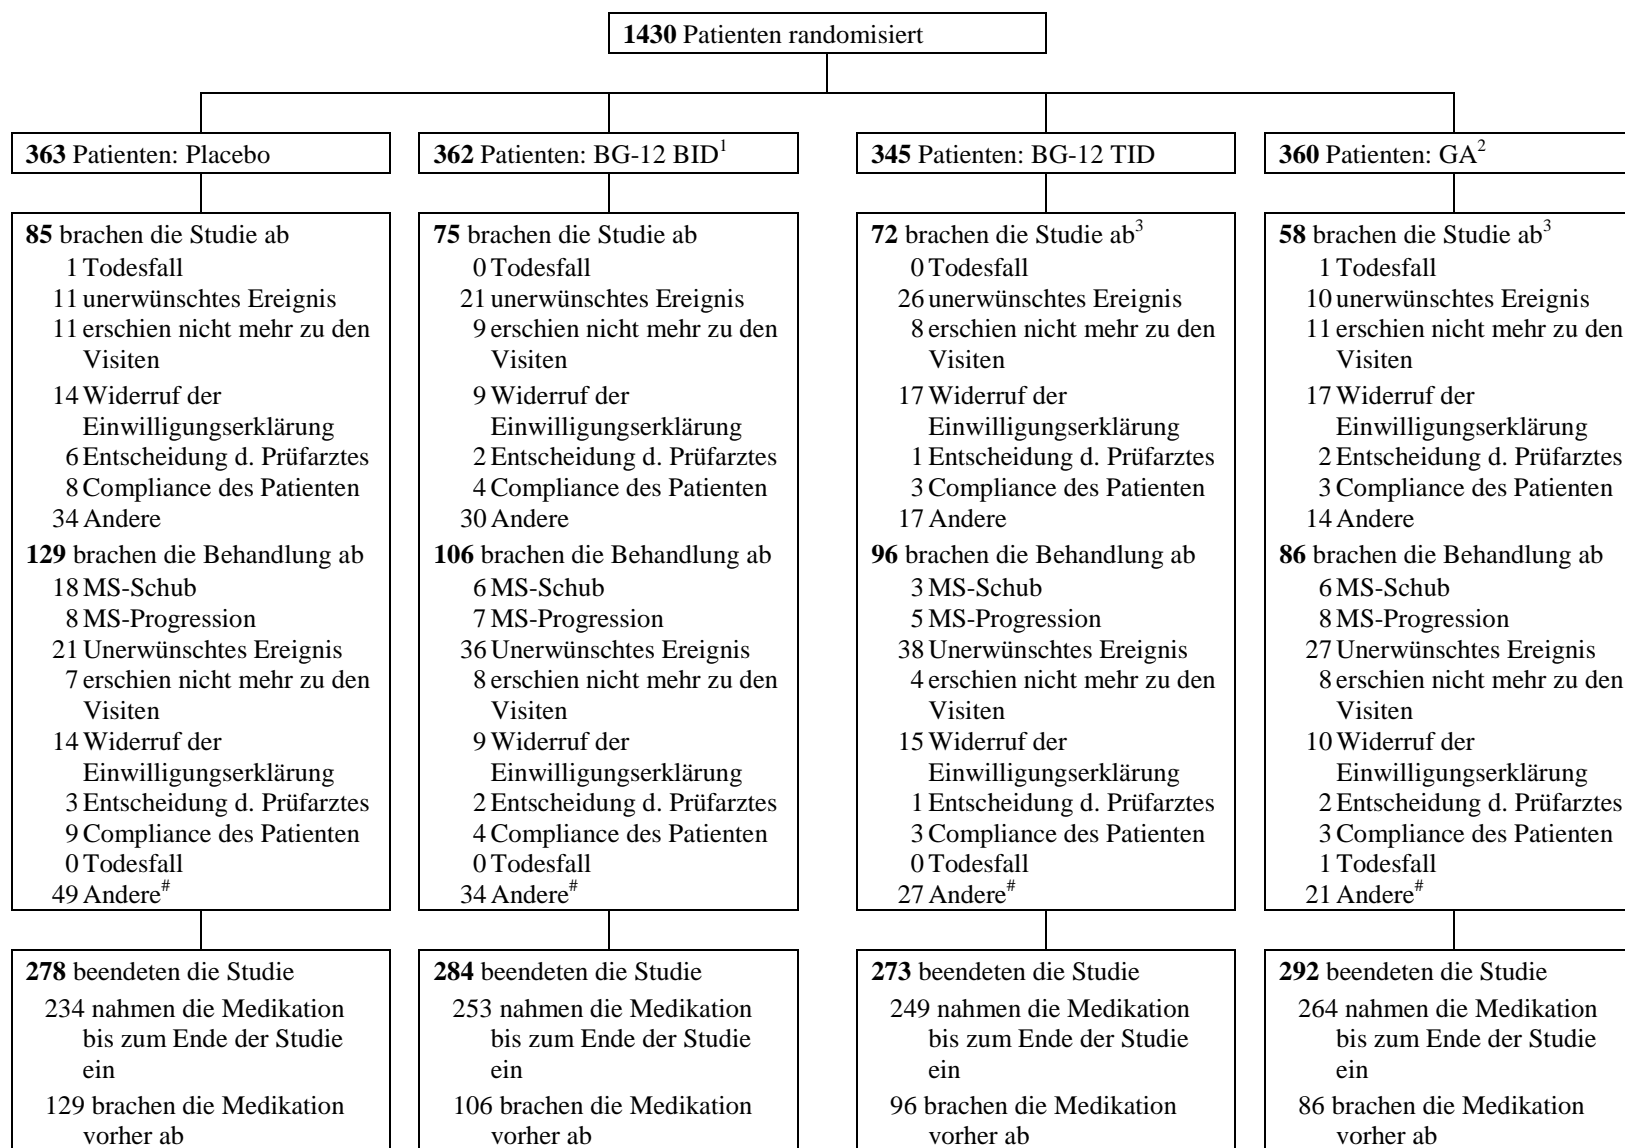 1430 Patienten randomisiert
363 Patienten: Placebo
362 Patienten: BG-12 BID¹
345 Patienten: BG-12 TID
360 Patienten: GA²
85 brachen die Studie ab
1 Todesfall
11 unerwünschtes Ereignis
11 erschien nicht mehr zu den
Visiten
14 Widerruf der
Einwilligungserklärung
6 Entscheidung d. Prüfarztes
8 Compliance des Patienten
34 Andere
129 brachen die Behandlung ab
18 MS-Schub
8 MS-Progression
21 Unerwünschtes Ereignis
7 erschien nicht mehr zu den
Visiten
14 Widerruf der
Einwilligungserklärung
3 Entscheidung d. Prüfarztes
9 Compliance des Patienten
0 Todesfall
49 Andere#
75 brachen die Studie ab
0 Todesfall
21 unerwünschtes Ereignis
9 erschien nicht mehr zu den
Visiten
9 Widerruf der
Einwilligungserklärung
2 Entscheidung d. Prüfarztes
4 Compliance des Patienten
30 Andere
106 brachen die Behandlung ab
6 MS-Schub
7 MS-Progression
36 Unerwünschtes Ereignis
8 erschien nicht mehr zu den
Visiten
9 Widerruf der
Einwilligungserklärung
2 Entscheidung d. Prüfarztes
4 Compliance des Patienten
0 Todesfall
34 Andere#
72 brachen die Studie ab³
0 Todesfall
26 unerwünschtes Ereignis
8 erschien nicht mehr zu den
Visiten
17 Widerruf der
Einwilligungserklärung
1 Entscheidung d. Prüfarztes
3 Compliance des Patienten
17 Andere
96 brachen die Behandlung ab
3 MS-Schub
5 MS-Progression
38 Unerwünschtes Ereignis
4 erschien nicht mehr zu den
Visiten
15 Widerruf der
Einwilligungserklärung
1 Entscheidung d. Prüfarztes
3 Compliance des Patienten
0 Todesfall
27 Andere#
58 brachen die Studie ab³
1 Todesfall
10 unerwünschtes Ereignis
11 erschien nicht mehr zu den
Visiten
17 Widerruf der
Einwilligungserklärung
2 Entscheidung d. Prüfarztes
3 Compliance des Patienten
14 Andere
86 brachen die Behandlung ab
6 MS-Schub
8 MS-Progression
27 Unerwünschtes Ereignis
8 erschien nicht mehr zu den
Visiten
10 Widerruf der
Einwilligungserklärung
2 Entscheidung d. Prüfarztes
3 Compliance des Patienten
1 Todesfall
21 Andere#
278 beendeten die Studie
234 nahmen die Medikation
bis zum Ende der Studie
ein
129 brachen die Medikation
vorher ab
284 beendeten die Studie
253 nahmen die Medikation
bis zum Ende der Studie
ein
106 brachen die Medikation
vorher ab
273 beendeten die Studie
249 nahmen die Medikation
bis zum Ende der Studie
ein
96 brachen die Medikation
vorher ab
292 beendeten die Studie
264 nahmen die Medikation
bis zum Ende der Studie
ein
86 brachen die Medikation
vorher ab